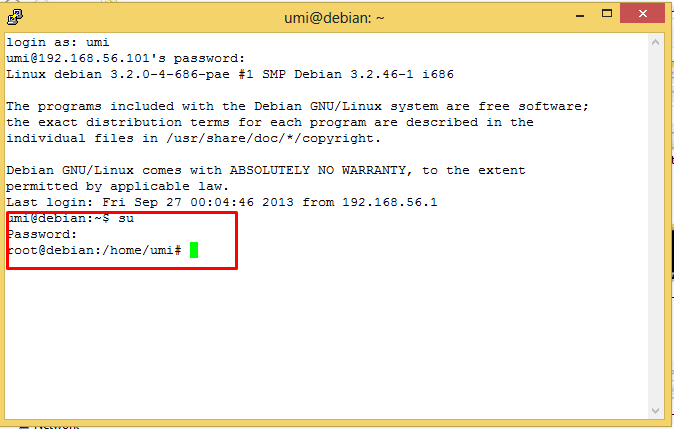 umi@debian: ~
login as: umi
umi@192.168.56.101's password:
Linux debian 3.2.0-4-686-pae #1 SMP Debian 3.2.46-1 i686
The programs included with the Debian GNU/Linux system are free software;
the exact distribution terms for each program are described in the
individual files in /usr/share/doc/*/copyright.
Debian GNU/Linux comes with ABSOLUTELY NO WARRANTY, to the extent
permitted by applicable law.
Last login: Fri Sep 27 00:04:46 2013 from 192.168.56.1
umi@debian:~$ su
Password:
root@debian:/home/umi#
Network